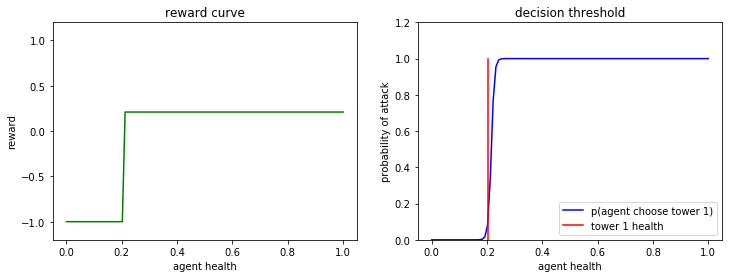 reward curve
reward
1.0
0.5
0.0
−0.5
−1.0
0.0 0.2 0.4 0.6 0.8 1.0
agent health
decision threshold
probability of attack
1.2
1.0
0.8
0.6
0.4
0.2
0.0
p(agent choose tower 1)
tower 1 health
0.0 0.2 0.4 0.6 0.8 1.0
agent health